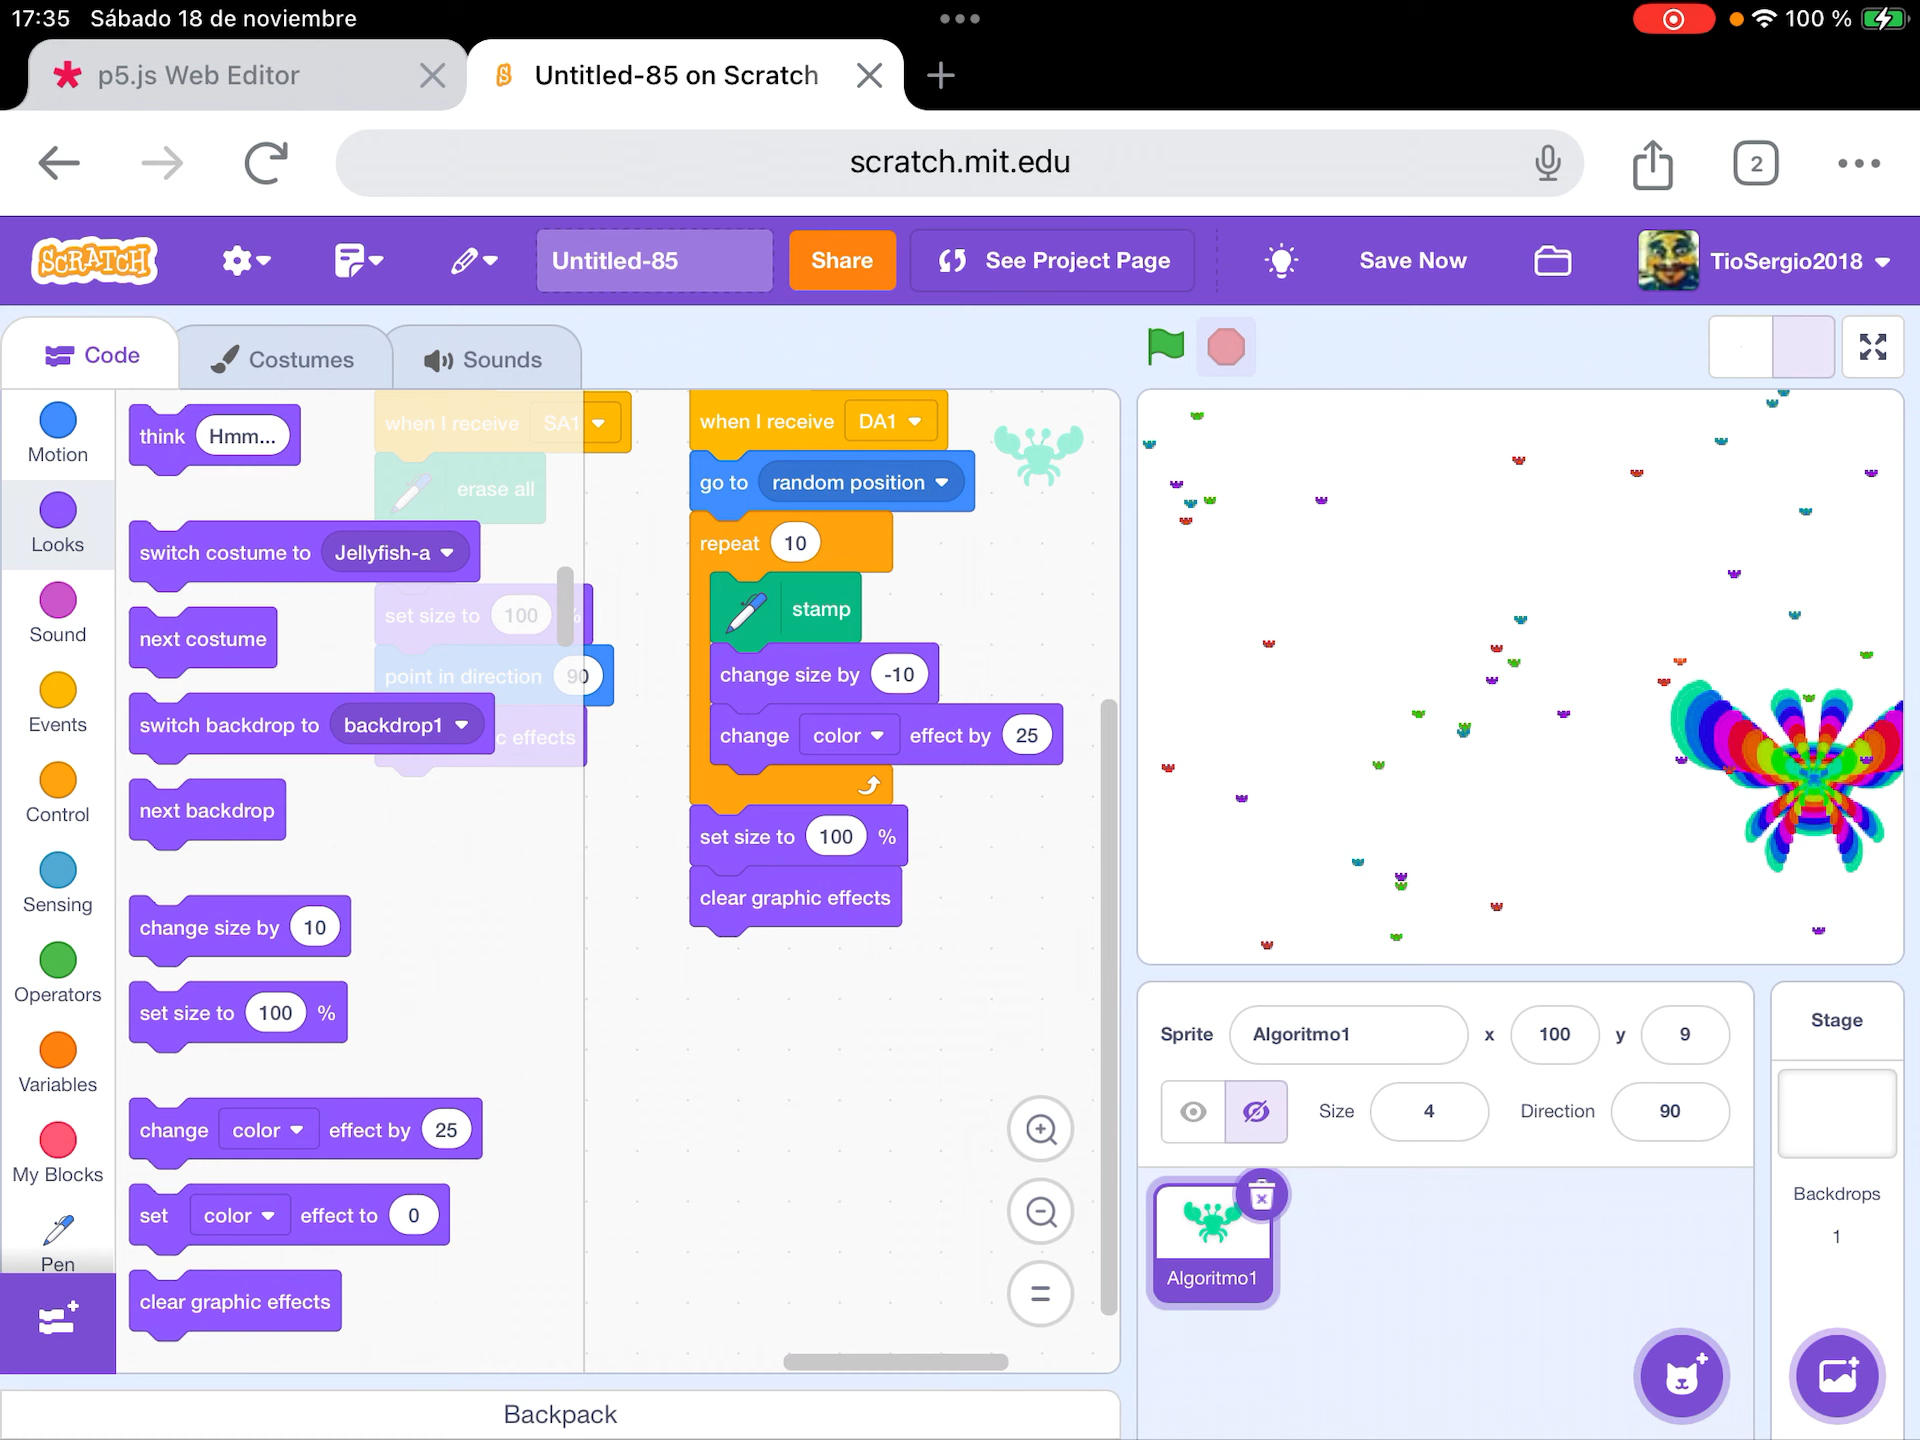 17:35 Sábado 18 de noviembre
100 %
p5.js Web Editor
Untitled-85 on Scratch
scratch.mit.edu
2
SCRATCH
Untitled-85
Share
See Project Page
Save Now
TioSergio2018
Code
Costumes
Sounds
Motion
Looks
Sound
Events
Control
Sensing
Operators
Variables
My Blocks
Pen
think Hmm...
switch costume to Jellyfish-a
next costume
switch backdrop to backdrop1
next backdrop
change size by 10
set size to 100 %
change color effect by 25
set color effect to 0
clear graphic effects
when I receive SA1
erase all
set size to 100 %
point in direction 90
c effects
when I receive DA1
go to random position
repeat 10
stamp
change size by -10
change color effect by 25
set size to 100 %
clear graphic effects
Backpack
Sprite Algoritmo1 x 100 y 9
Size 4 Direction 90
Algoritmo1
Stage
Backdrops
1